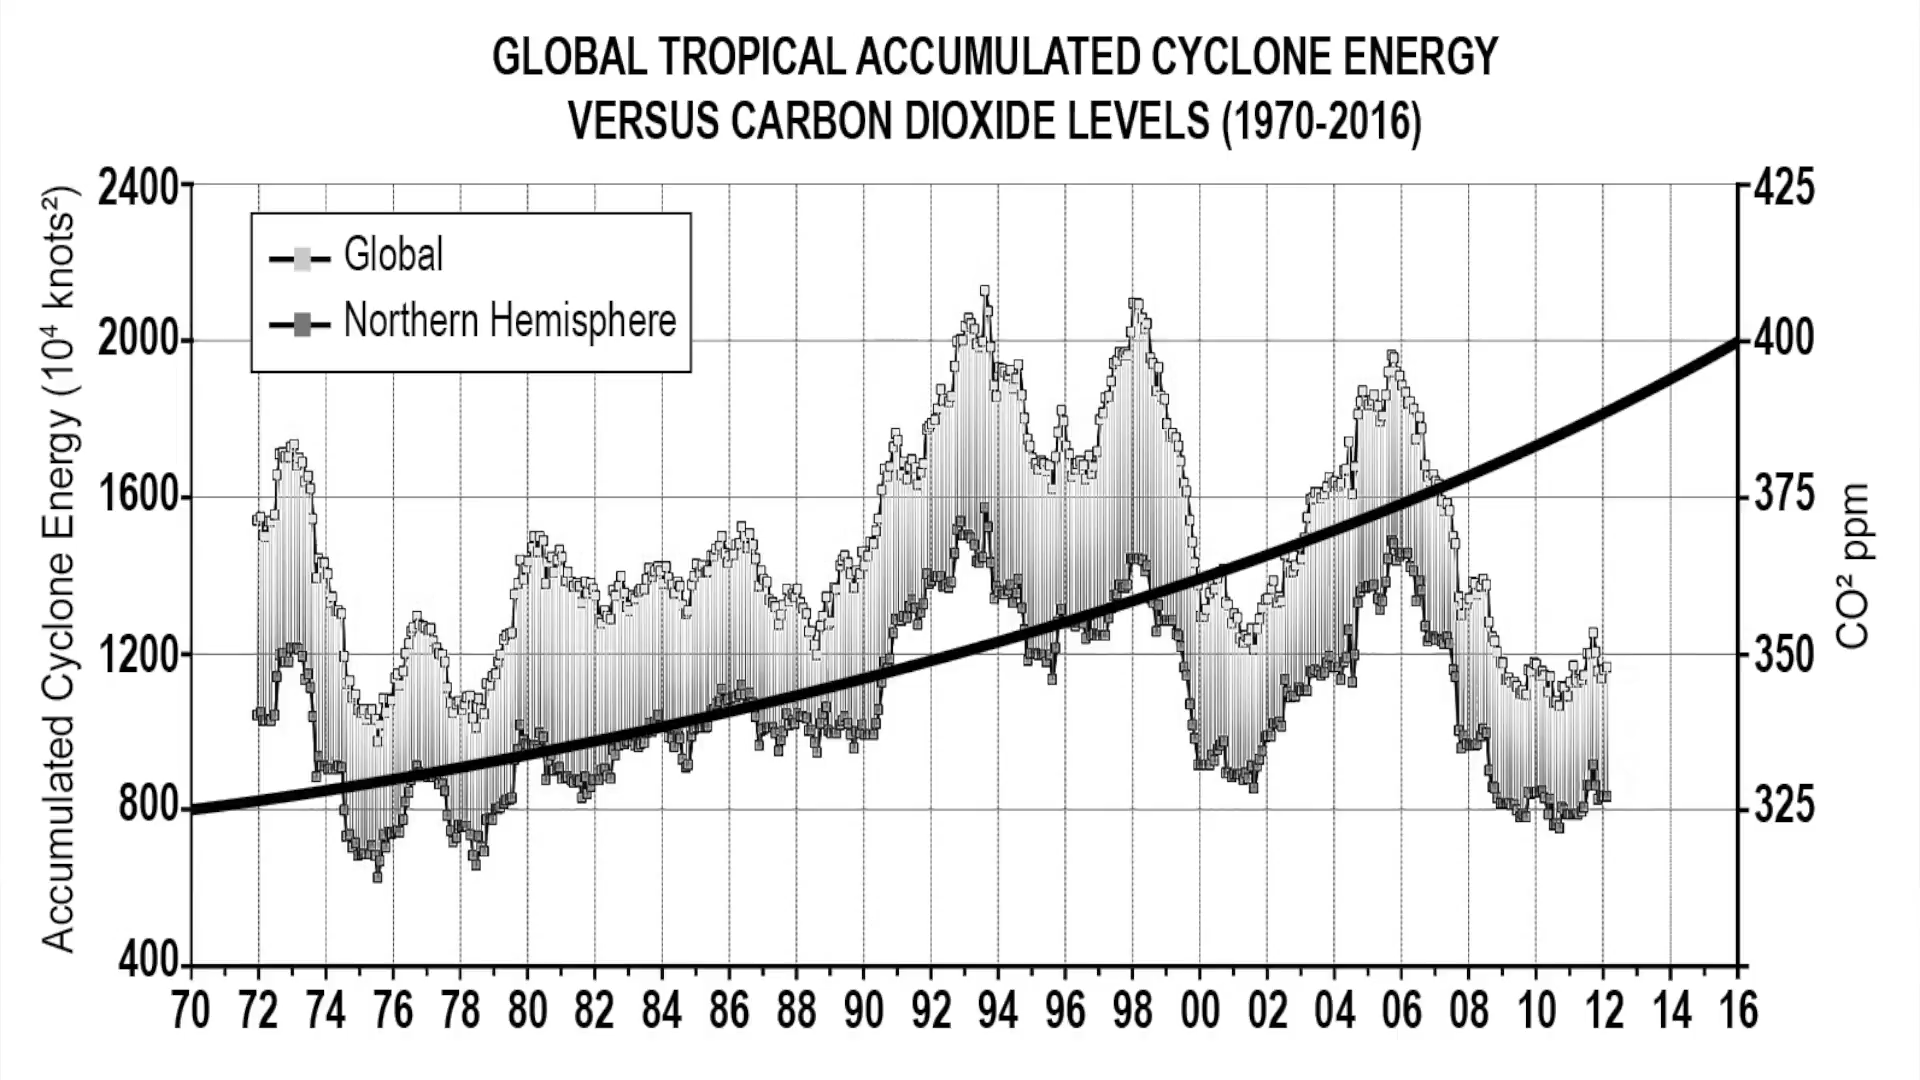 GLOBAL TROPICAL ACCUMULATED CYCLONE ENERGY
VERSUS CARBON DIOXIDE LEVELS (1970-2016)
Accumulated Cyclone Energy (10⁴ knots²)
2400
2000
1600
1200
800
400
Global
Northern Hemisphere
425
400
375
350
325
CO² ppm
70 72 74 76 78 80 82 84 86 88 90 92 94 96 98 00 02 04 06 08 10 12 14 16